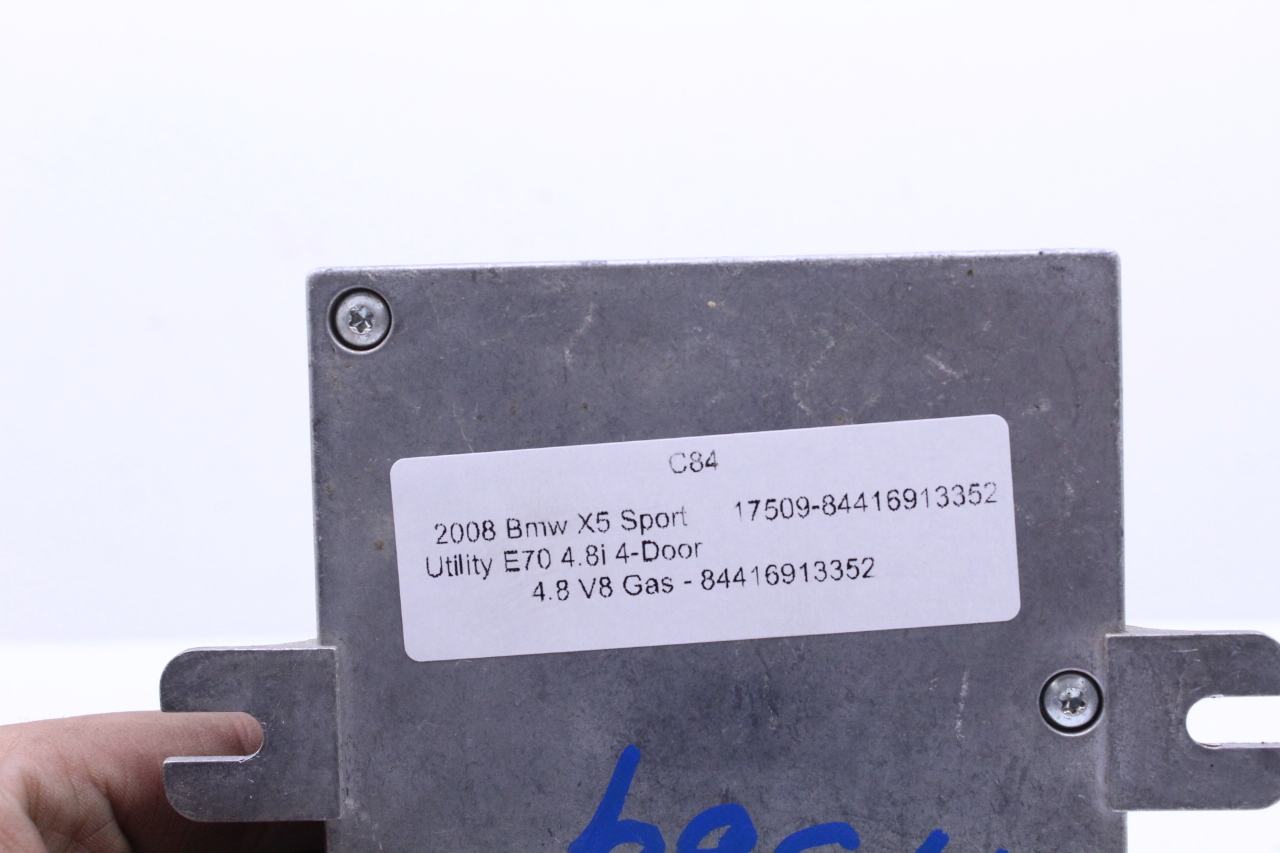 C84
2008 Bmw X5 Sport 17509-84416913352
Utility E70 4.8i 4-Door
4.8 V8 Gas - 84416913352